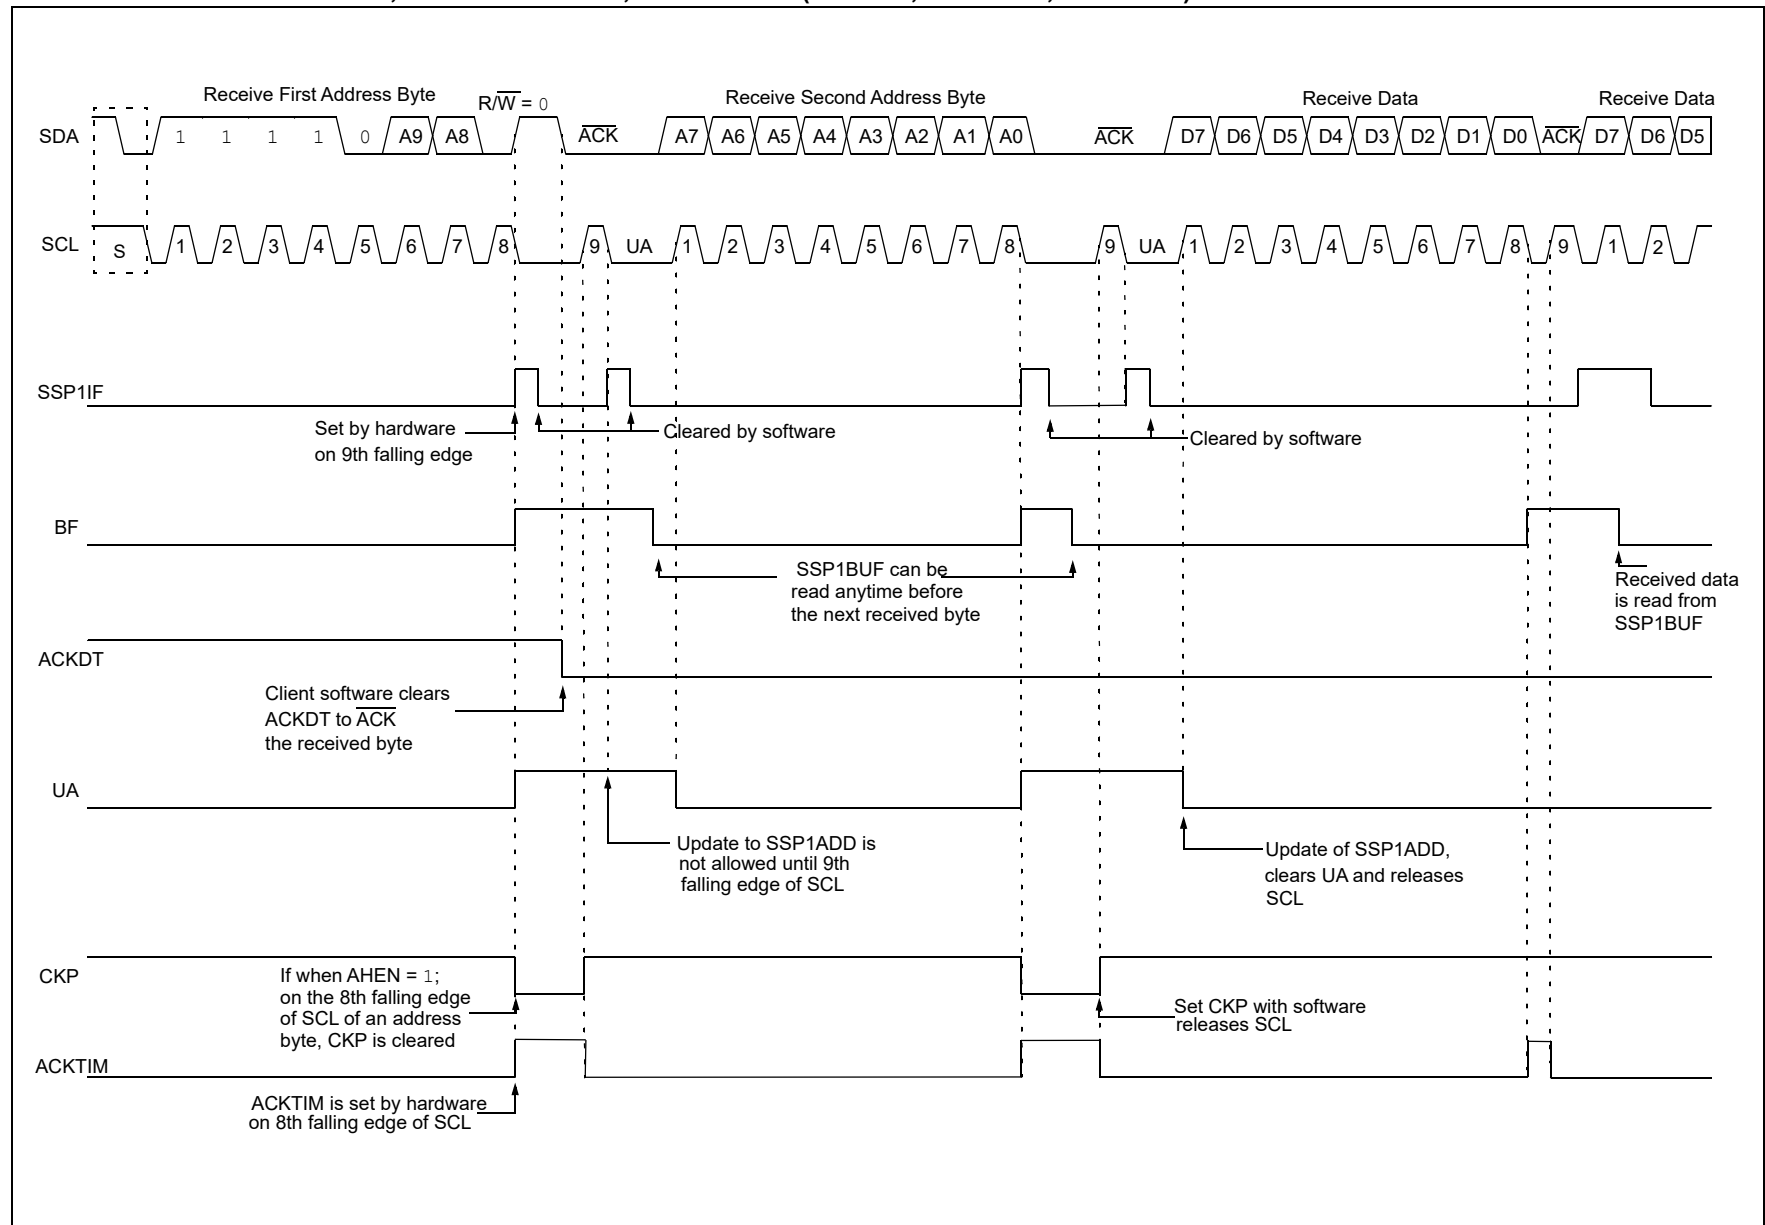 Receive First Address Byte
R/W = 0
Receive Second Address Byte
Receive Data
Receive Data
SDA
1 1 1 1 0 A9 A8
ACK
A7 A6 A5 A4 A3 A2 A1 A0
ACK
D7 D6 D5 D4 D3 D2 D1 D0
ACK
D7 D6 D5
SCL
S
1 2 3 4 5 6 7 8 9 UA 1 2 3 4 5 6 7 8 9 UA 1 2 3 4 5 6 7 8 9 1 2
SSP1IF
Set by hardware
on 9th falling edge
Cleared by software
Cleared by software
BF
SSP1BUF can be
read anytime before
the next received byte
Received data
is read from
SSP1BUF
ACKDT
Client software clears
ACKDT to ACK
the received byte
UA
Update to SSP1ADD is
not allowed until 9th
falling edge of SCL
Update of SSP1ADD,
clears UA and releases
SCL
CKP
If when AHEN = 1;
on the 8th falling edge
of SCL of an address
byte, CKP is cleared
Set CKP with software
releases SCL
ACKTIM
ACKTIM is set by hardware
on 8th falling edge of SCL